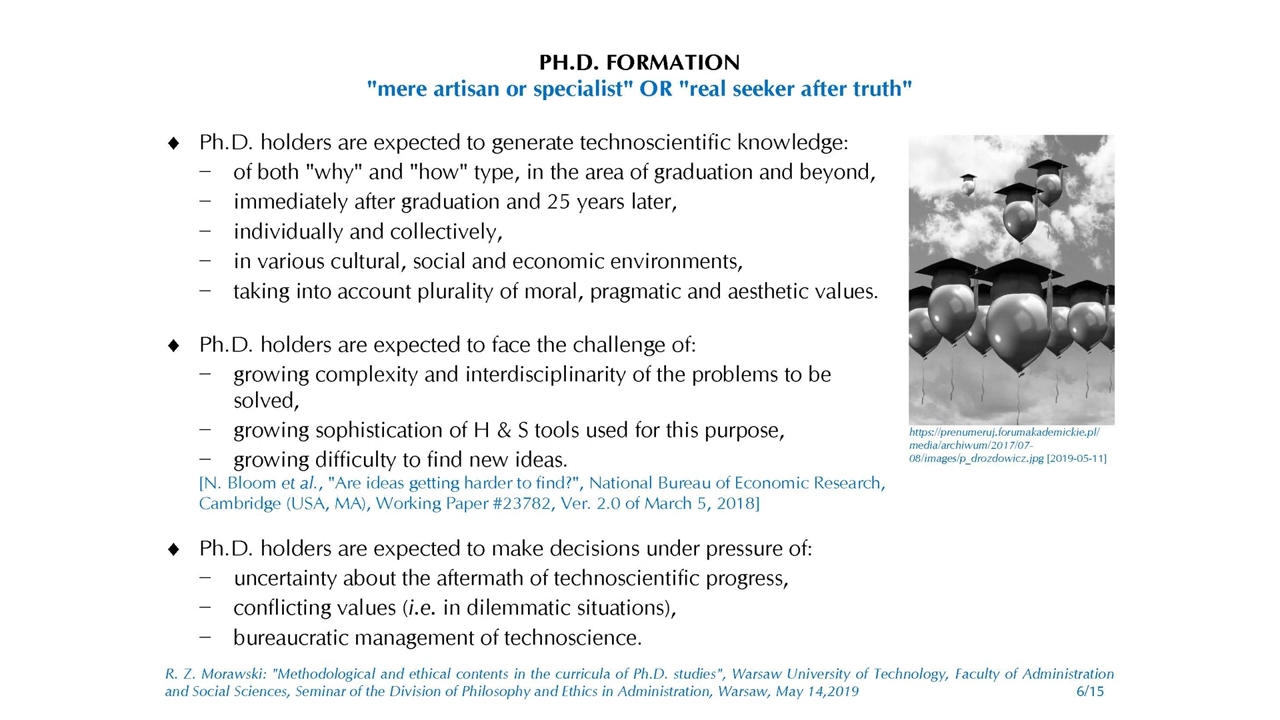 PH.D. FORMATION
"mere artisan or specialist" OR "real seeker after truth"
♦ Ph.D. holders are expected to generate technoscientific knowledge:
− of both "why" and "how" type, in the area of graduation and beyond,
− immediately after graduation and 25 years later,
− individually and collectively,
− in various cultural, social and economic environments,
− taking into account plurality of moral, pragmatic and aesthetic values.
♦ Ph.D. holders are expected to face the challenge of:
− growing complexity and interdisciplinarity of the problems to be
solved,
− growing sophistication of H & S tools used for this purpose,
− growing difficulty to find new ideas.
[N. Bloom et al., "Are ideas getting harder to find?", National Bureau of Economic Research,
Cambridge (USA, MA), Working Paper #23782, Ver. 2.0 of March 5, 2018]
https://prenumeruj.forumakademickie.pl/
media/archiwum/2017/07-
08/images/p_drozdowicz.jpg [2019-05-11]
♦ Ph.D. holders are expected to make decisions under pressure of:
− uncertainty about the aftermath of technoscientific progress,
− conflicting values (i.e. in dilemmatic situations),
− bureaucratic management of technoscience.
R. Z. Morawski: "Methodological and ethical contents in the curricula of Ph.D. studies", Warsaw University of Technology, Faculty of Administration
and Social Sciences, Seminar of the Division of Philosophy and Ethics in Administration, Warsaw, May 14,2019 6/15